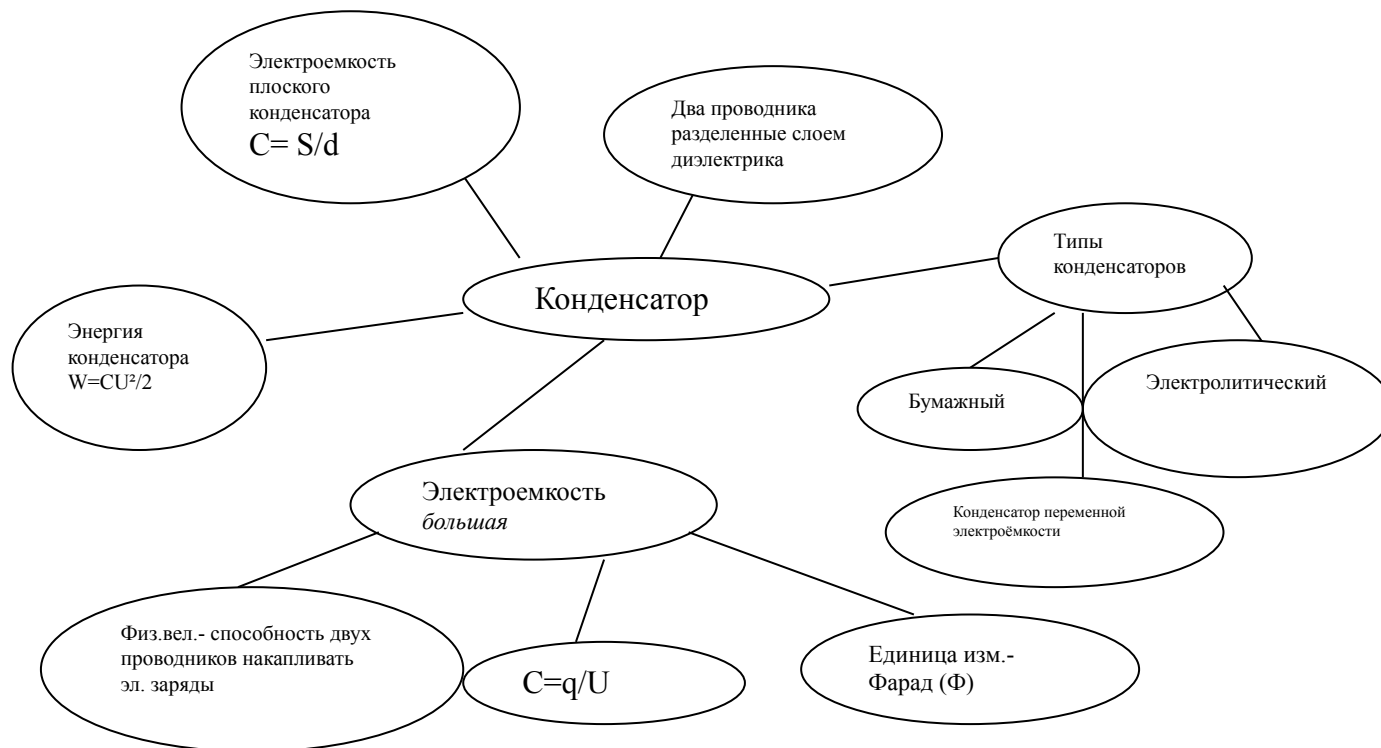 Электроемкость
плоского
конденсатора
C= S/d
Два проводника
разделенные слоем
диэлектрика
Типы
конденсаторов
Конденсатор
Энергия
конденсатора
W=CU²/2
Электролитический
Бумажный
Электроемкость
большая
Конденсатор переменной
электроёмкости
Физ.вел.- способность двух
проводников накапливать
эл. заряды
C=q/U
Единица изм.-
Фарад (Ф)